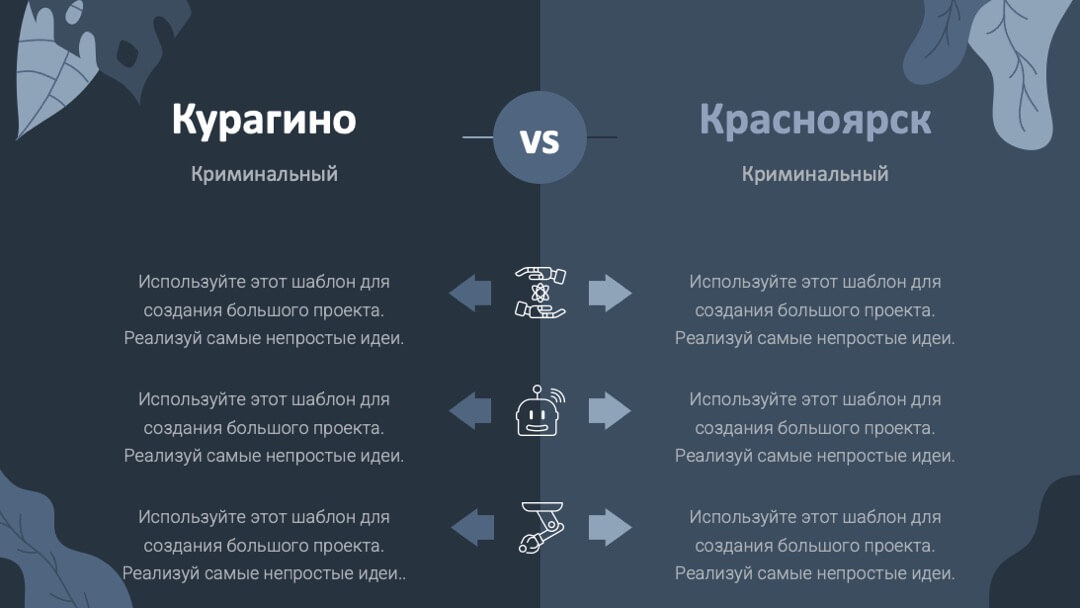 Курагино
vs
Красноярск
Криминальный
Криминальный
Используйте этот шаблон для
создания большого проекта.
Реализуй самые непростые идеи.
Используйте этот шаблон для
создания большого проекта.
Реализуй самые непростые идеи.
Используйте этот шаблон для
создания большого проекта.
Реализуй самые непростые идеи.
Используйте этот шаблон для
создания большого проекта.
Реализуй самые непростые идеи.
Используйте этот шаблон для
создания большого проекта.
Реализуй самые непростые идеи..
Используйте этот шаблон для
создания большого проекта.
Реализуй самые непростые идеи.